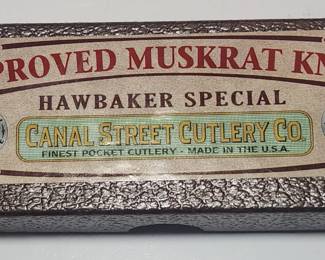 PROVED MUSKRAT KN
HAWBAKER SPECIAL
CANAL STREET CUTLERY CO.
FINEST POCKET CUTLERY - MADE IN THE U.S.A.